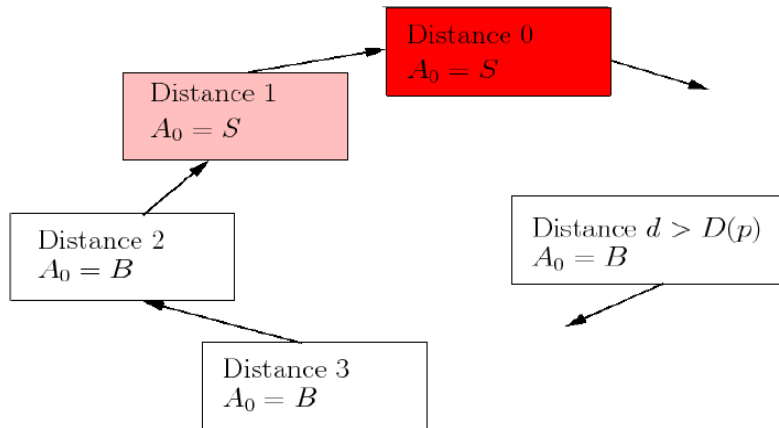 Distance 0
A₀ = S
Distance 1
A₀ = S
Distance 2
A₀ = B
Distance d > D(p)
A₀ = B
Distance 3
A₀ = B